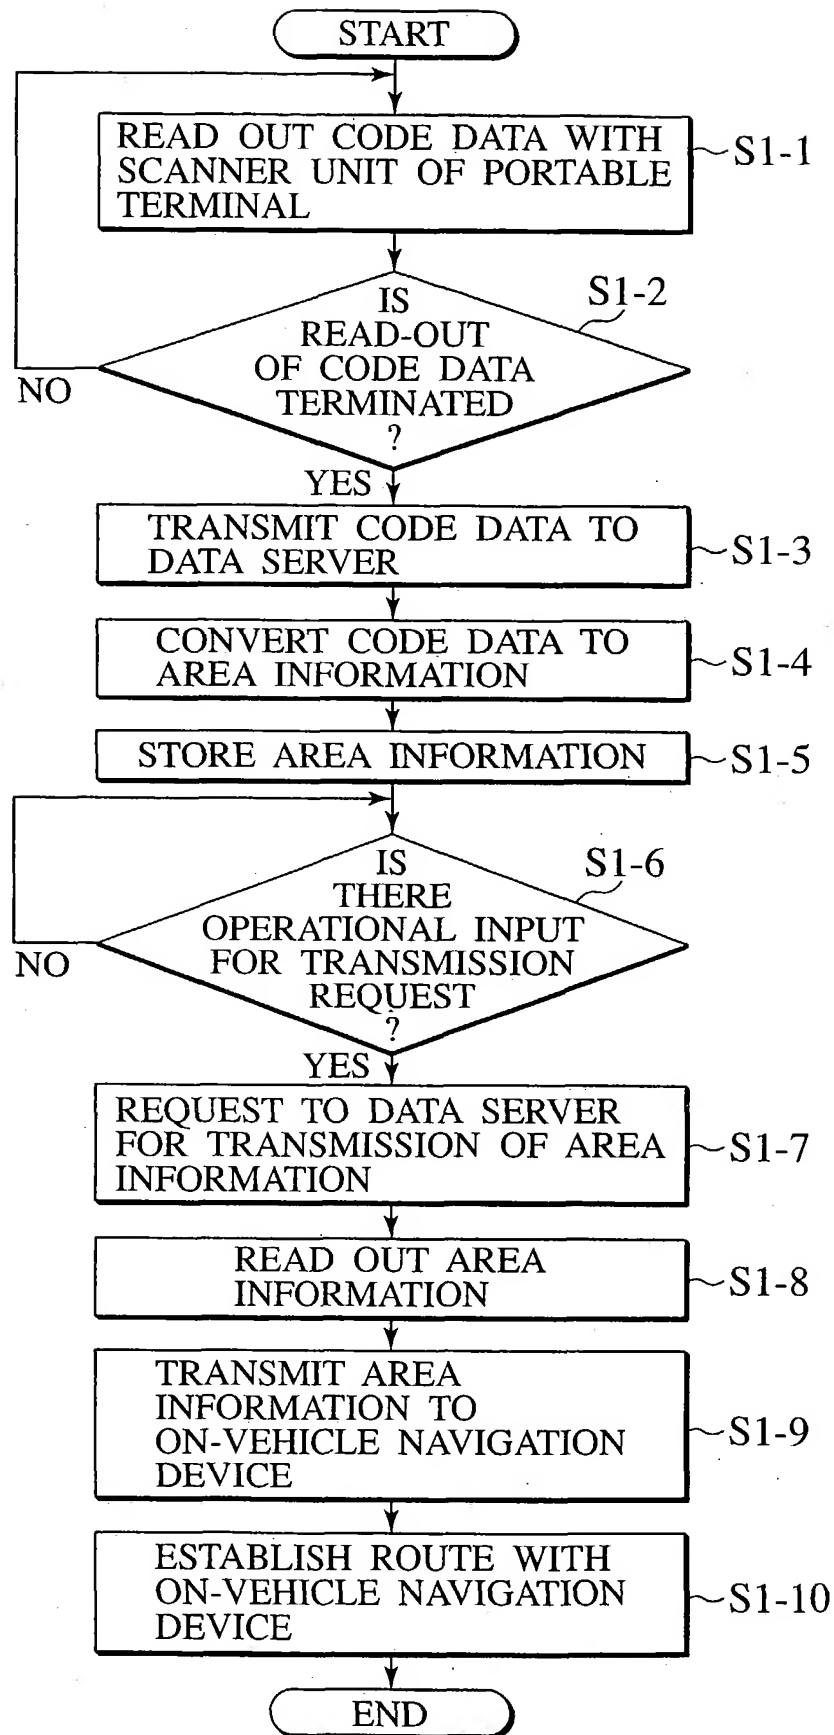 START
READ OUT CODE DATA WITH
SCANNER UNIT OF PORTABLE
TERMINAL
S1-1
IS
READ-OUT
OF CODE DATA
TERMINATED
?
S1-2
NO
YES
TRANSMIT CODE DATA TO
DATA SERVER
S1-3
CONVERT CODE DATA TO
AREA INFORMATION
S1-4
STORE AREA INFORMATION
S1-5
IS
THERE
OPERATIONAL INPUT
FOR TRANSMISSION
REQUEST
?
S1-6
NO
YES
REQUEST TO DATA SERVER
FOR TRANSMISSION OF AREA
INFORMATION
S1-7
READ OUT AREA
INFORMATION
S1-8
TRANSMIT AREA
INFORMATION TO
ON-VEHICLE NAVIGATION
DEVICE
S1-9
ESTABLISH ROUTE WITH
ON-VEHICLE NAVIGATION
DEVICE
S1-10
END